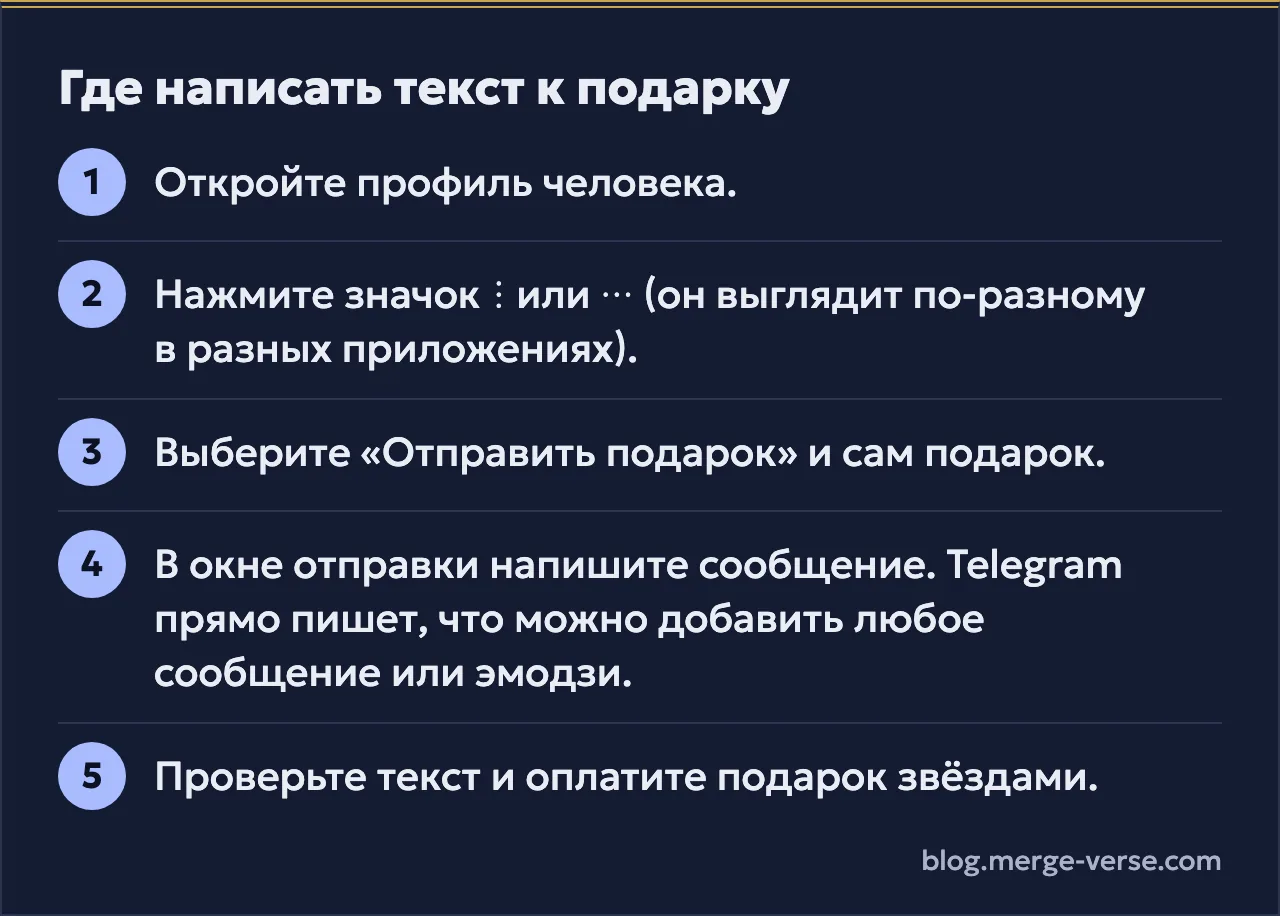 Где написать текст к подарку
1 Откройте профиль человека.
2 Нажмите значок ⋮ или ⋯ (он выглядит по-разному
в разных приложениях).
3 Выберите «Отправить подарок» и сам подарок.
4 В окне отправки напишите сообщение. Telegram
прямо пишет, что можно добавить любое
сообщение или эмодзи.
5 Проверьте текст и оплатите подарок звёздами.
blog.merge-verse.com